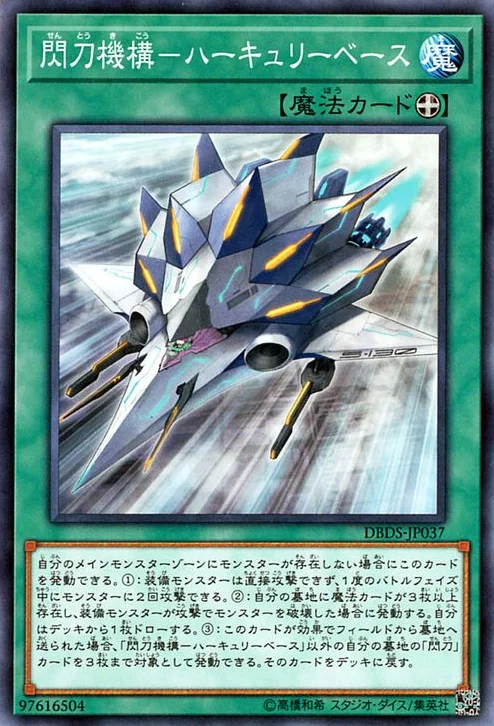 閃刀機構－ハーキュリーベース 魔
【魔法カード】
S-130
DBDS-JP037
自分のメインモンスターゾーンにモンスターが存在しない場合にこのカード
を発動できる。①：装備モンスターは直接攻撃できず、１度のバトルフェイズ
中にモンスターに２回攻撃できる。②：自分の墓地に魔法カードが３枚以上
存在し、装備モンスターが攻撃でモンスターを破壊した場合に発動する。自分
はデッキから１枚ドローする。③：このカードが効果でフィールドから墓地へ
送られた場合、「閃刀機構－ハーキュリーベース」以外の自分の墓地の「閃刀」
カードを３枚まで対象として発動できる。そのカードをデッキに戻す。
97616504 ©高橋和希 スタジオ・ダイス/集英社